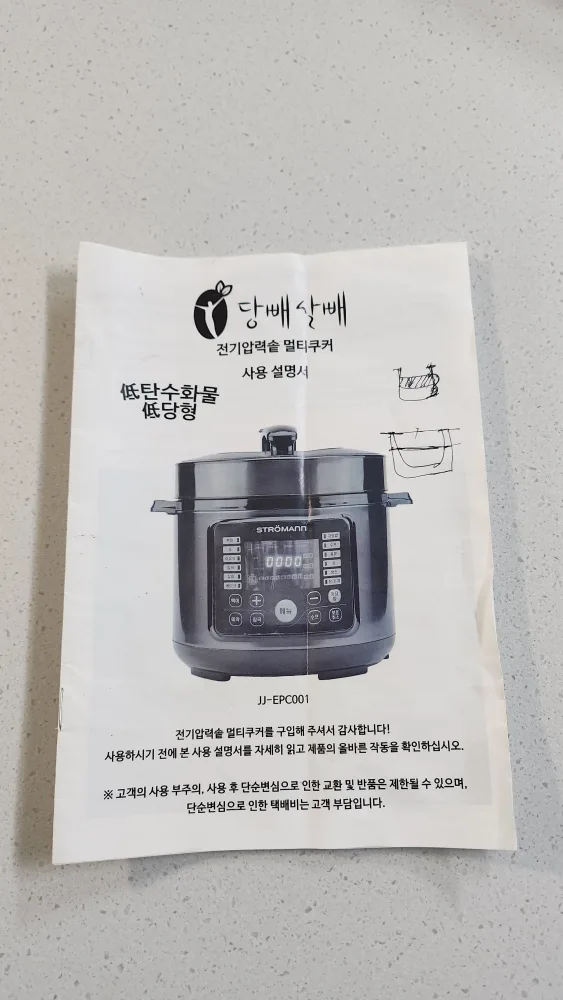 당빼살빼
전기압력솥 멀티쿠커
사용 설명서
低탄수화물
低당형
STRÖMANN
0000
백미
메뉴
예약
JJ-EPC001
전기압력솥 멀티쿠커를 구입해 주셔서 감사합니다!
사용하시기 전에 본 사용 설명서를 자세히 읽고 제품의 올바른 작동을 확인하십시오.
※ 고객의 사용 부주의, 사용 후 단순변심으로 인한 교환 및 반품은 제한될 수 있으며,
단순변심으로 인한 택배비는 고객 부담입니다.